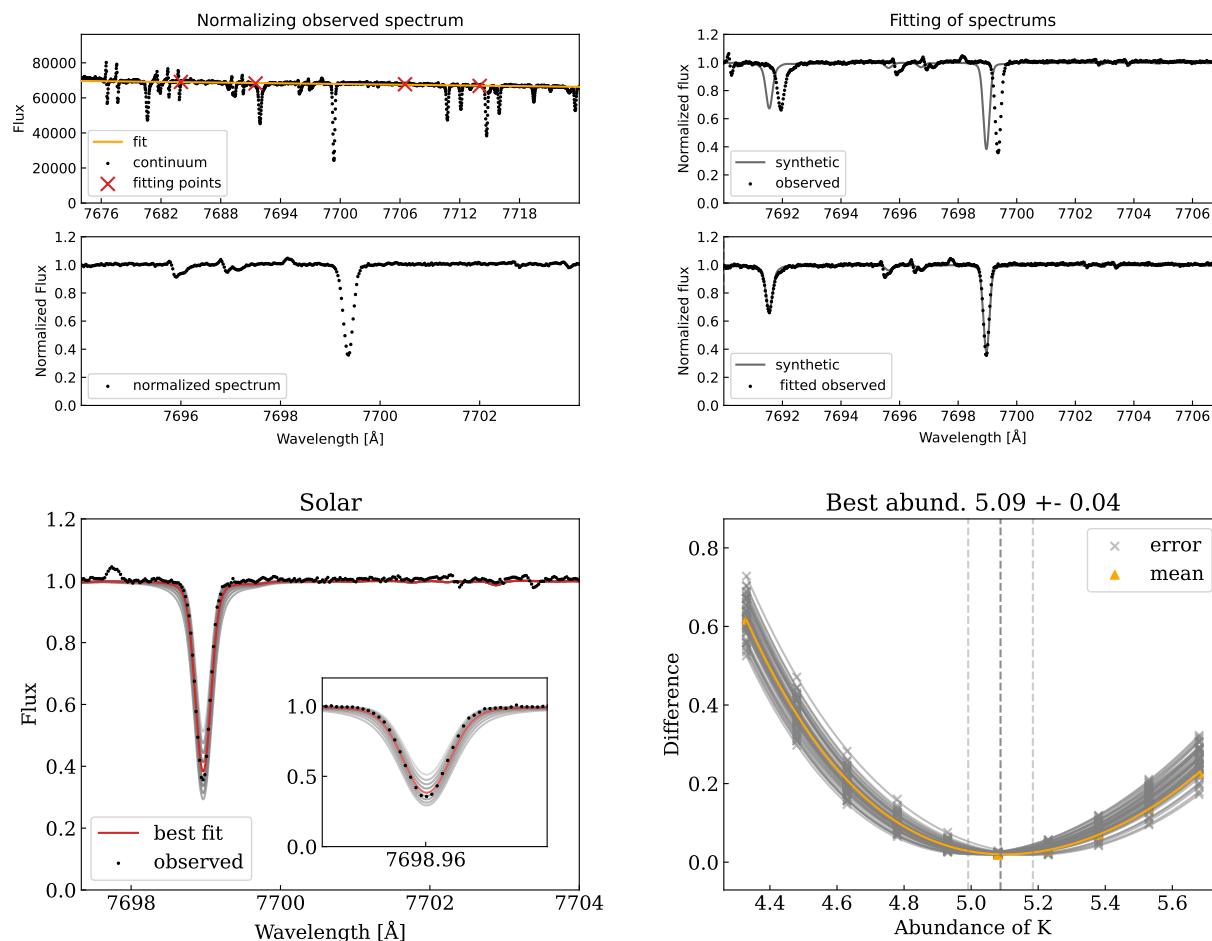 Normalizing observed spectrum
Flux
80000
60000
40000
20000
0
fit
continuum
fitting points
7676 7682 7688 7694 7700 7706 7712 7718
Normalized Flux
1.2
1.0
0.8
0.6
0.4
0.2
0.0
normalized spectrum
7696 7698 7700 7702
Wavelength [Å]
Fitting of spectrums
Normalized flux
1.2
1.0
0.8
0.6
0.4
0.2
0.0
synthetic
observed
7692 7694 7696 7698 7700 7702 7704 7706
Normalized flux
1.2
1.0
0.8
0.6
0.4
0.2
0.0
synthetic
fitted observed
7692 7694 7696 7698 7700 7702 7704 7706
Wavelength [Å]
Solar
Flux
1.2
1.0
0.8
0.6
0.4
0.2
0.0
best fit
observed
1.0
0.5
0.0
7698.96
7698 7700 7702 7704
Wavelength [Å]
Best abund. 5.09 +- 0.04
Difference
0.8
0.6
0.4
0.2
0.0
error
mean
4.4 4.6 4.8 5.0 5.2 5.4 5.6
Abundance of K